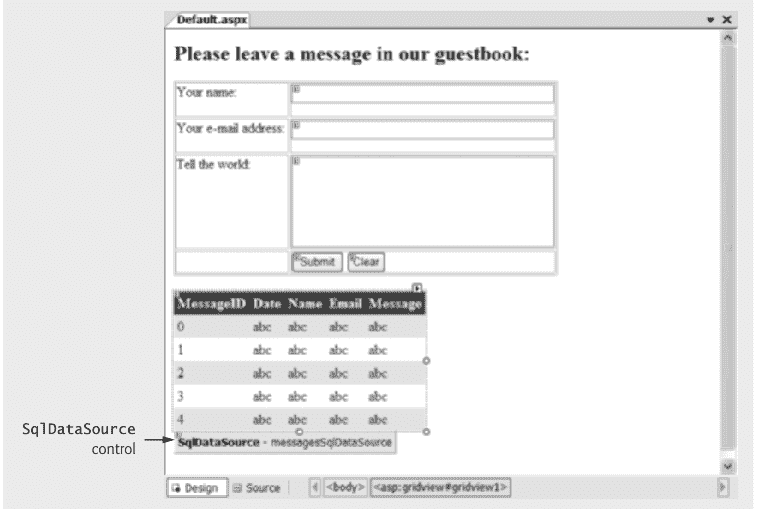 Default.aspx
Please leave a message in our guestbook:
Your name:
Your e-mail address:
Tell the world:
Submit Clear
MessageID Date Name Email Message
0 abc abc abc abc
1 abc abc abc abc
2 abc abc abc abc
3 abc abc abc abc
4 abc abc abc abc
SqlDataSource
control
SqlDataSource - messagesSqlDataSource
Design Source <body> <asp:gridview#gridview1>